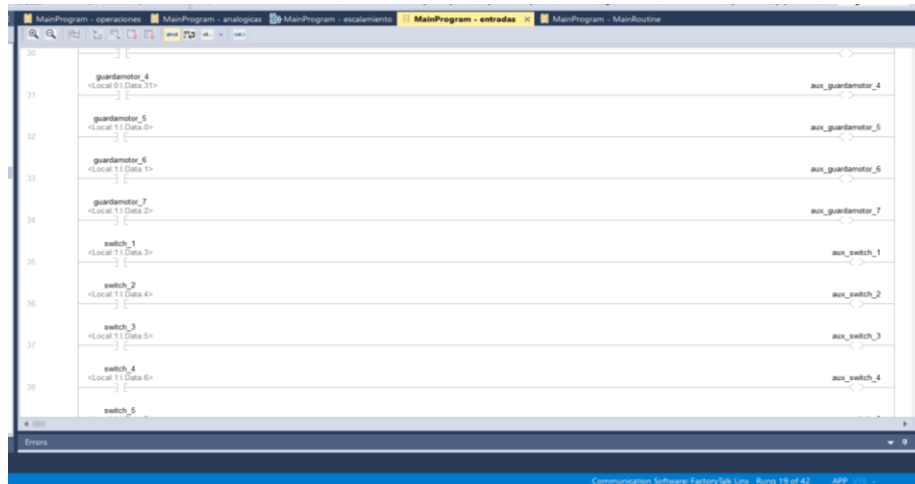 MainProgram - operaciones MainProgram - analogicas MainProgram - escalamiento MainProgram - entradas × MainProgram - MainRoutine
30
guardamotor_4
<Local:0:I.Data.31>
31 aux_guardamotor_4
guardamotor_5
<Local:1:I.Data.0>
32 aux_guardamotor_5
guardamotor_6
<Local:1:I.Data.1>
33 aux_guardamotor_6
guardamotor_7
<Local:1:I.Data.2>
34 aux_guardamotor_7
switch_1
<Local:1:I.Data.3>
35 aux_switch_1
switch_2
<Local:1:I.Data.4>
36 aux_switch_2
switch_3
<Local:1:I.Data.5>
37 aux_switch_3
switch_4
<Local:1:I.Data.6>
38 aux_switch_4
switch_5
Errors
Communication Software: FactoryTalk Linx Rung 19 of 42 APP VER